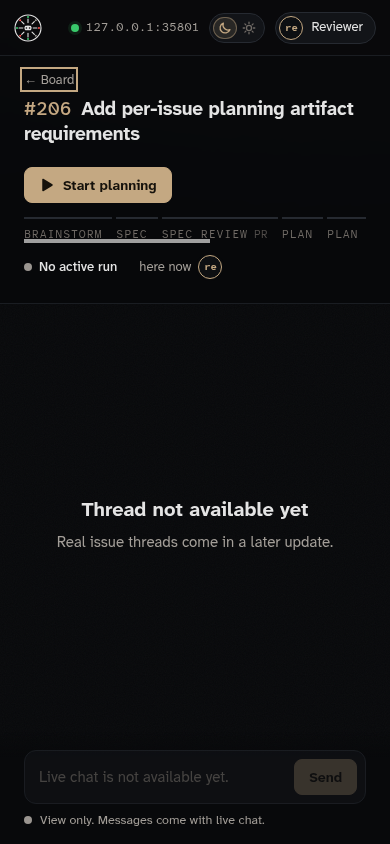 127.0.0.1:35801
re Reviewer
← Board
#206 Add per-issue planning artifact
requirements
Start planning
BRAINSTORM SPEC SPEC REVIEW PR PLAN PLAN
No active run here now re
Thread not available yet
Real issue threads come in a later update.
Live chat is not available yet. Send
View only. Messages come with live chat.